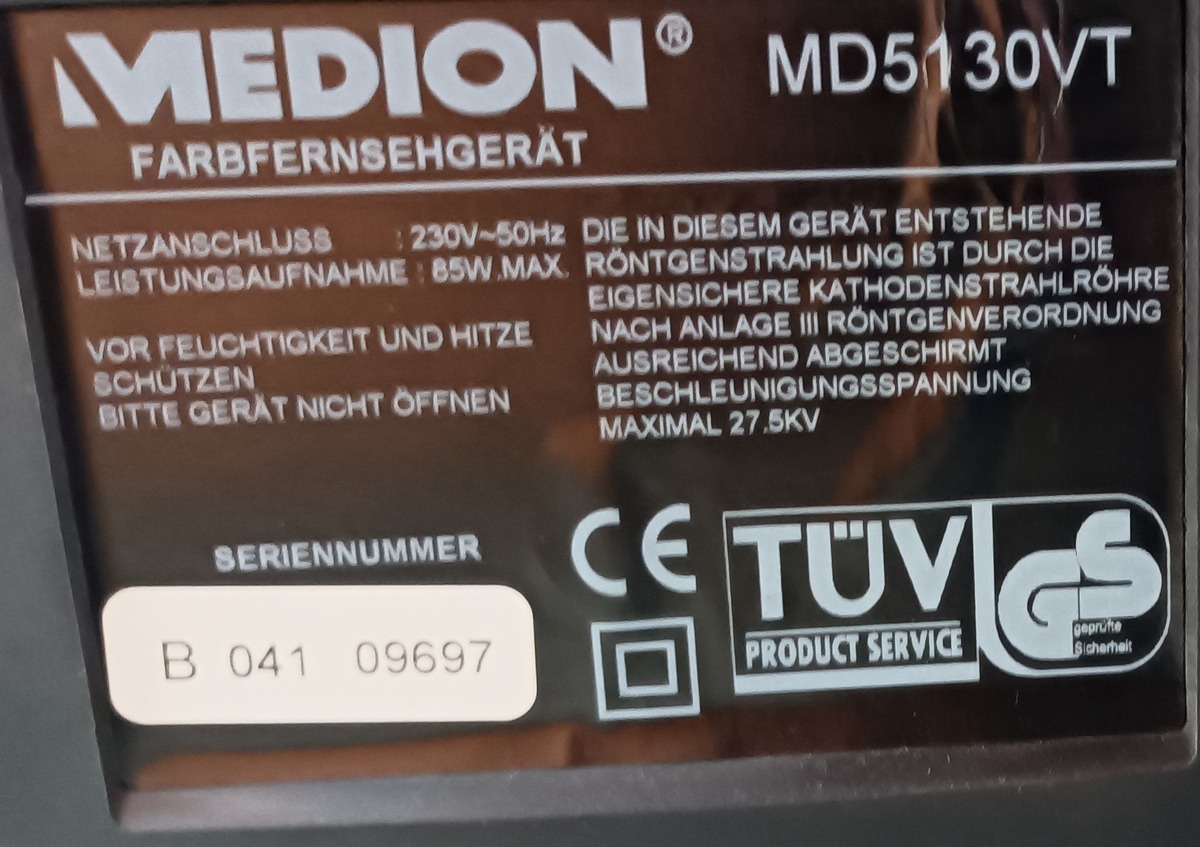 MEDION® MD5130VT
FARBFERNSEHGERÄT
NETZANSCHLUSS : 230V~50Hz
LEISTUNGSAUFNAHME : 85W.MAX.
VOR FEUCHTIGKEIT UND HITZE
SCHÜTZEN
BITTE GERÄT NICHT ÖFFNEN
DIE IN DIESEM GERÄT ENTSTEHENDE
RÖNTGENSTRAHLUNG IST DURCH DIE
EIGENSICHERE KATHODENSTRAHLRÖHRE
NACH ANLAGE III RÖNTGENVERORDNUNG
AUSREICHEND ABGESCHIRMT
BESCHLEUNIGUNGSSPANNUNG
MAXIMAL 27.5KV
SERIENNUMMER
B 041 09697
CE
TÜV
PRODUCT SERVICE
GS
geprüfte
Sicherheit